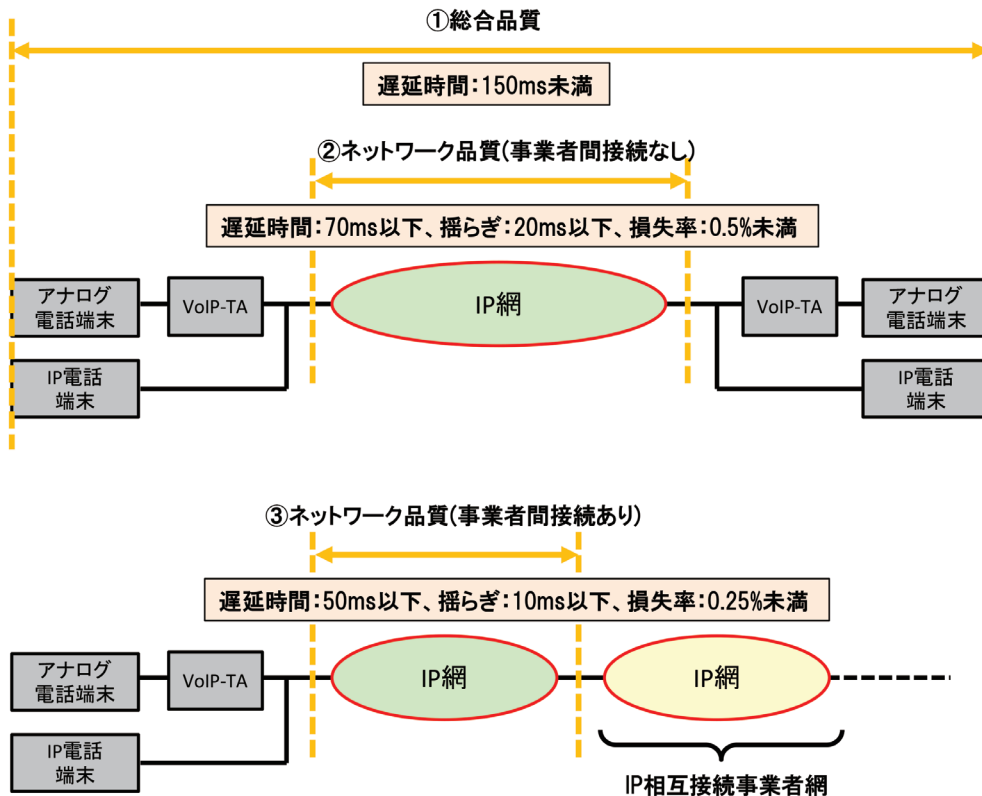 ①総合品質
遅延時間：150ms未満
②ネットワーク品質(事業者間接続なし)
遅延時間：70ms以下、揺らぎ：20ms以下、損失率：0.5%未満
アナログ
電話端末
VoIP-TA
IP網
VoIP-TA
アナログ
電話端末
IP電話
端末
IP電話
端末
③ネットワーク品質(事業者間接続あり)
遅延時間：50ms以下、揺らぎ：10ms以下、損失率：0.25%未満
アナログ
電話端末
VoIP-TA
IP網
IP網
IP電話
端末
IP相互接続事業者網